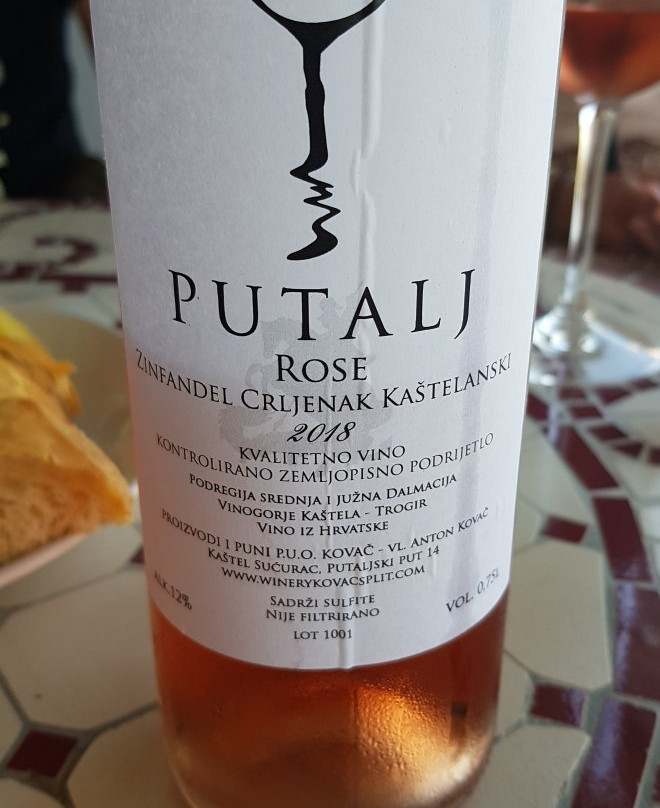 PUTALJ
ROSE
ZINFANDEL CRLJENAK KAŠTELANSKI
2018
KVALITETNO VINO
KONTROLIRANO ZEMLJOPISNO PODRIJETLO
PODREGIJA SREDNJA I JUŽNA DALMACIJA
VINOGORJE KAŠTELA - TROGIR
VINO IZ HRVATSKE
PROIZVODI I PUNI P.U.O. KOVAČ - VL. ANTON KOVAČ
KAŠTEL SUĆURAC, PUTALJSKI PUT 14
WWW.WINERYKOVACSPLIT.COM
ALK.12%
SADRŽI SULFITE
VOL. 0,75L
NIJE FILTRIRANO
LOT 1001